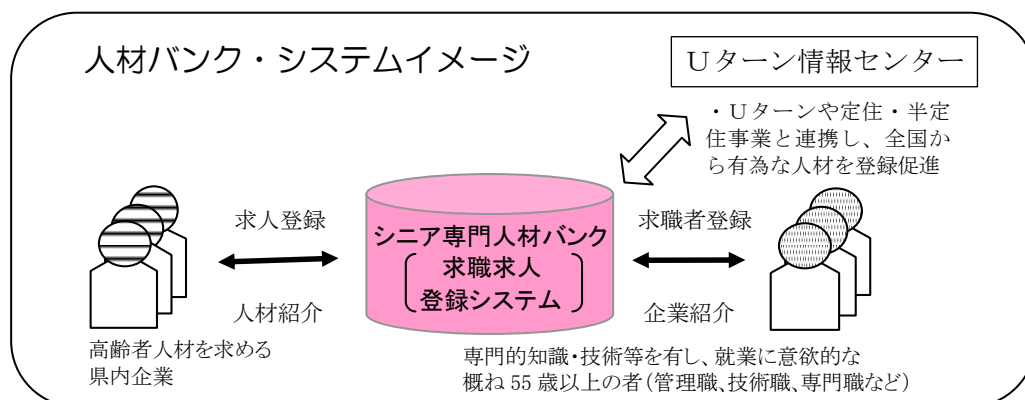 人材バンク・システムイメージ
Uターン情報センター
・Uターンや定住・半定
住事業と連携し、全国か
ら有為な人材を登録促進
求人登録
人材紹介
シニア専門人材バンク
求職求人
登録システム
求職者登録
企業紹介
高齢者人材を求める
県内企業
専門的知識・技術等を有し、就業に意欲的な
概ね 55 歳以上の者（管理職、技術職、専門職など）